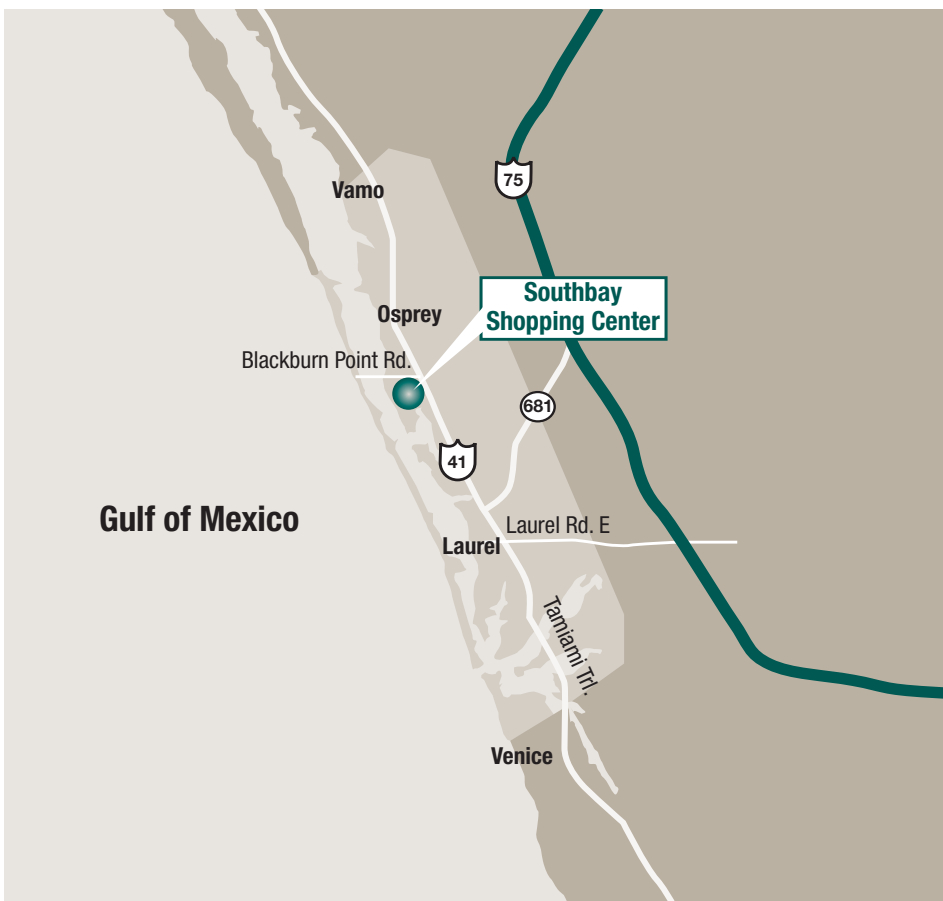 75
Vamo
Southbay
Shopping Center
Osprey
Blackburn Point Rd.
681
41
Gulf of Mexico
Laurel Rd. E
Laurel
Tamiami Trl.
Venice